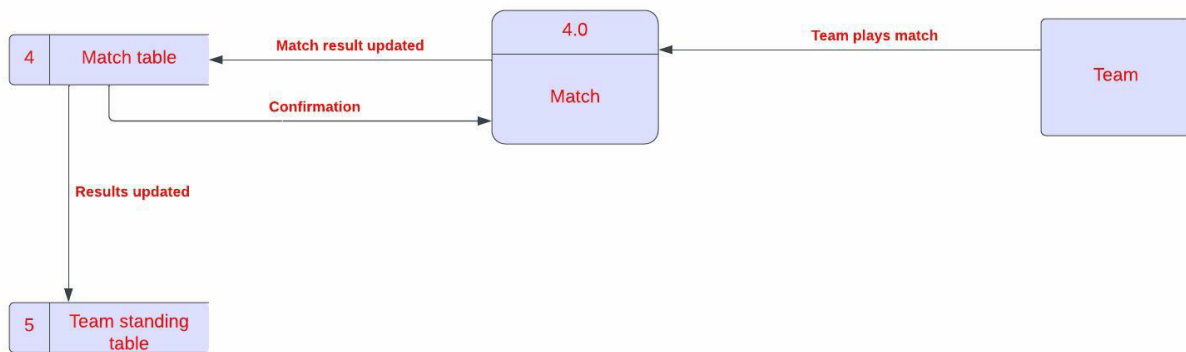 4.0
Match result updated
Team plays match
4
Match table
Match
Team
Confirmation
Results updated
5
Team standing
table